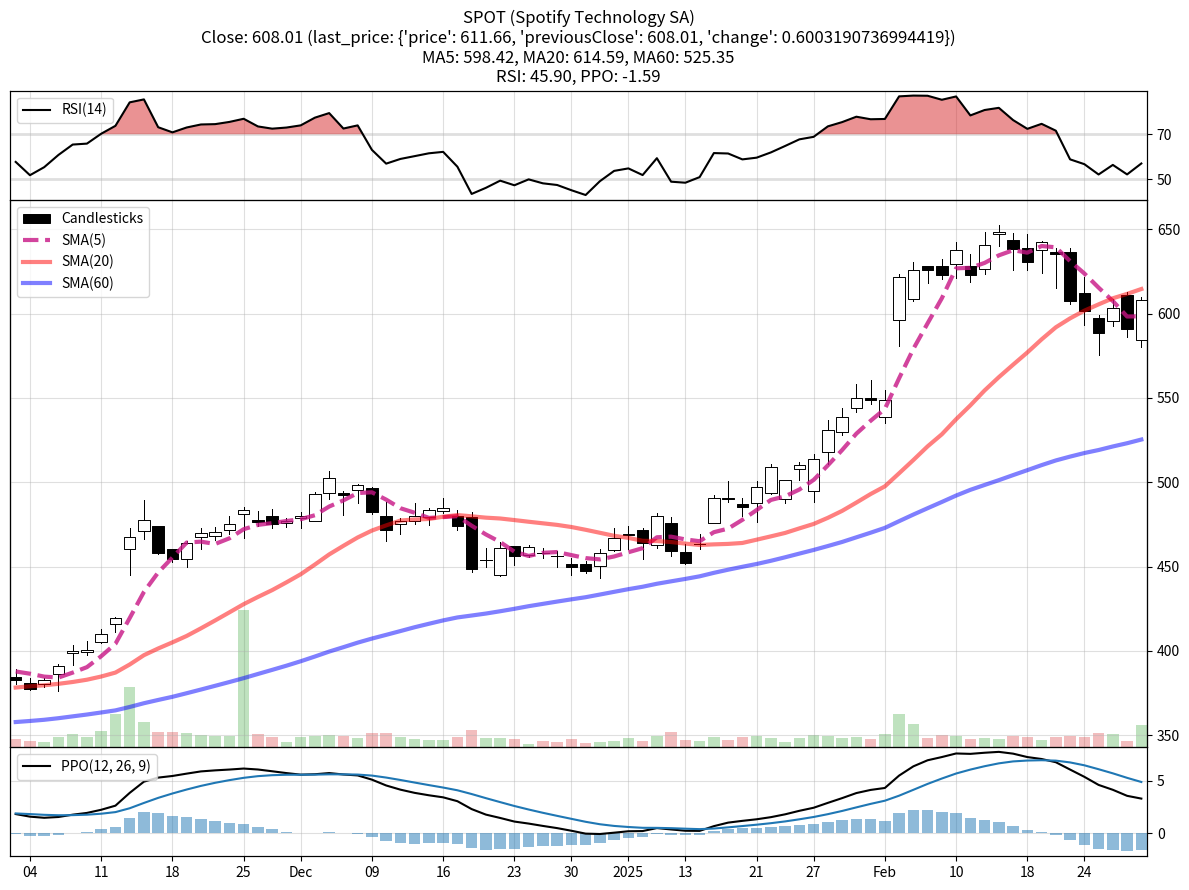 SPOT (Spotify Technology SA)
Close: 608.01 (last_price: {'price': 611.66, 'previousClose': 608.01, 'change': 0.6003190736994419})
MA5: 598.42, MA20: 614.59, MA60: 525.35
RSI: 45.90, PPO: -1.59
RSI(14)
70
50
Candlesticks
SMA(5)
SMA(20)
SMA(60)
650
600
550
500
450
400
350
PPO(12, 26, 9)
5
0
04 11 18 25 Dec 09 16 23 30 2025 13 21 27 Feb 10 18 24